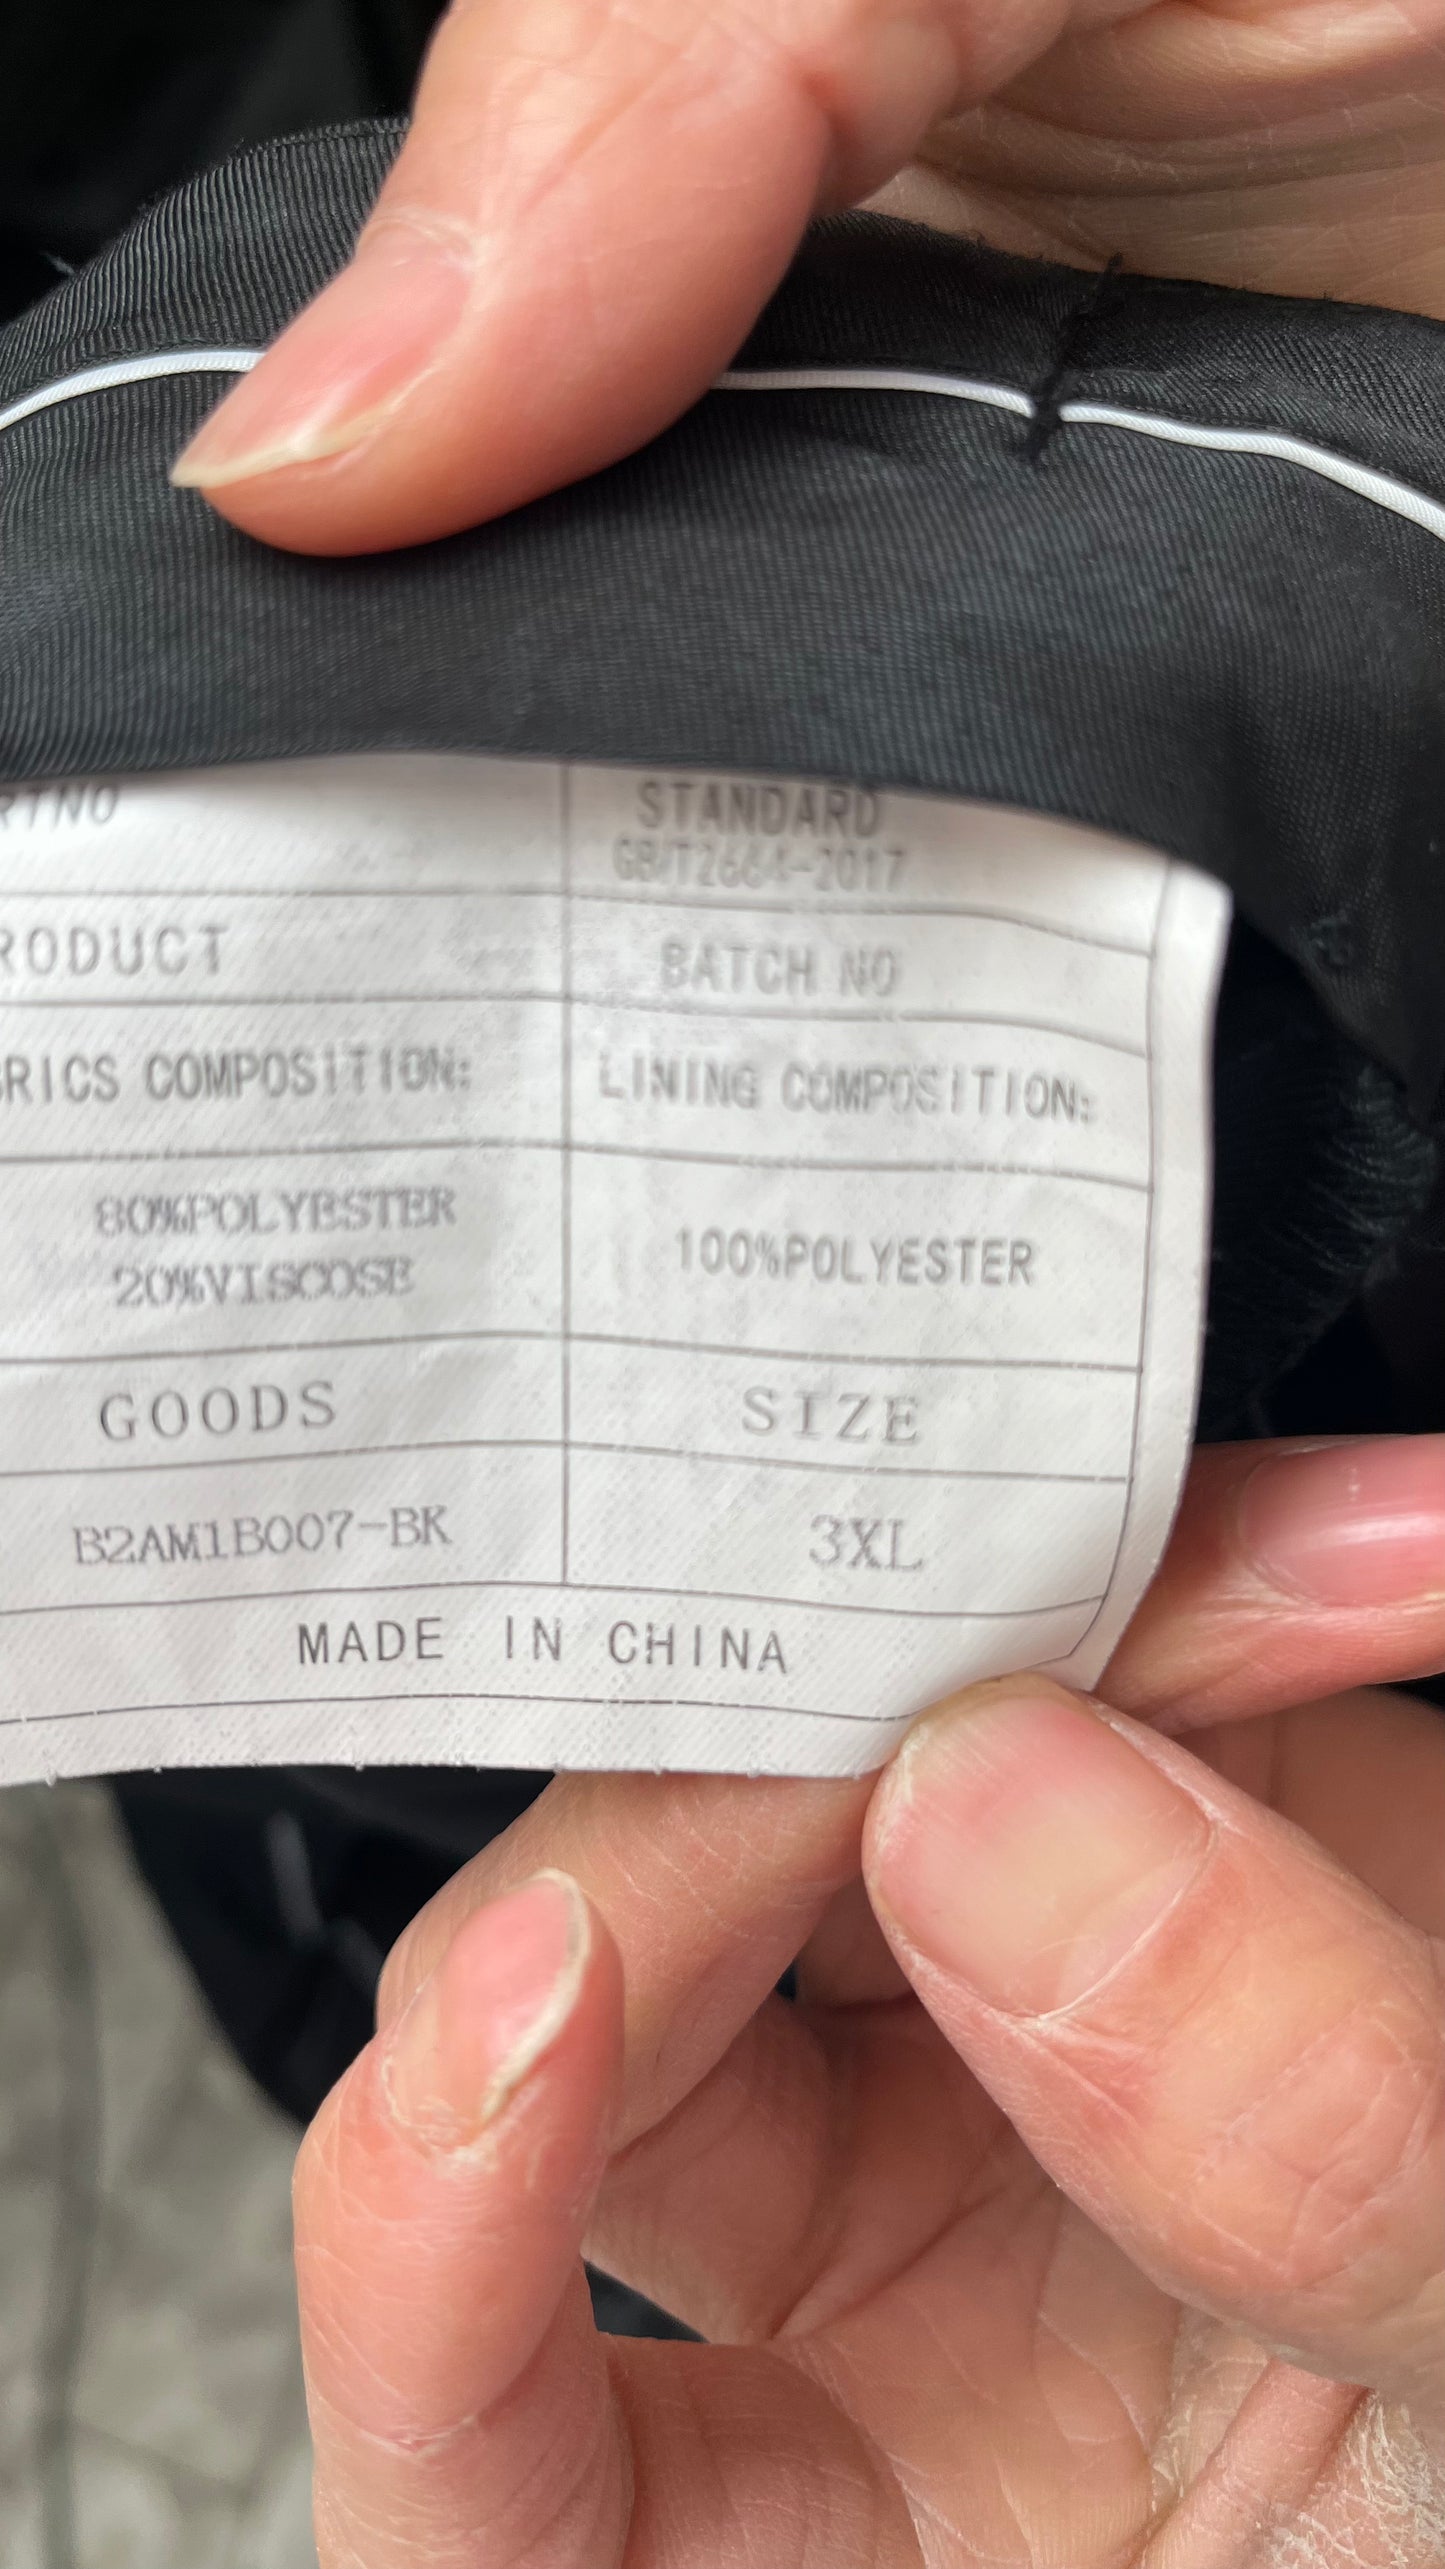 RTNO STANDARD
GB/T2664-2017
RODUCT BATCH NO
BRICS COMPOSITION: LINING COMPOSITION:
80%POLYESTER
20%VISCOSE
100%POLYESTER
GOODS SIZE
B2AM1B007-BK 3XL
MADE IN CHINA